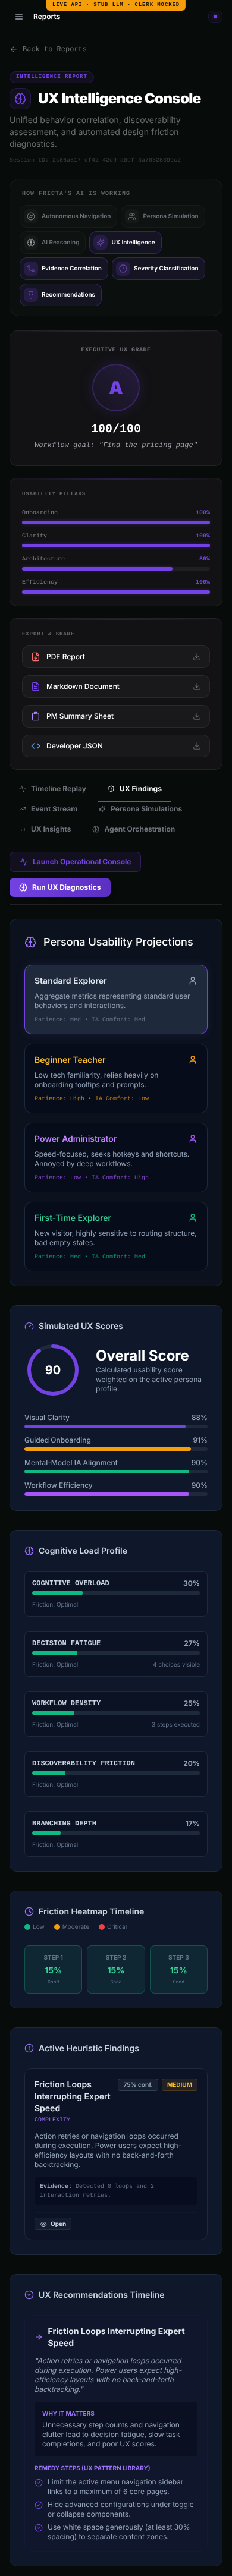 LIVE API · STUB LLM · CLERK MOCKED
Reports
Back to Reports
INTELLIGENCE REPORT
UX Intelligence Console
Unified behavior correlation, discoverability
assessment, and automated design friction
diagnostics.
HOW FRICTA'S AI IS WORKING
Autonomous Navigation
Persona Simulation
AI Reasoning
UX Intelligence
Evidence Correlation
Severity Classification
Recommendations
EXECUTIVE UX GRADE
A
100/100
Workflow goal: "Find the pricing page"
USABILITY PILLARS
Onboarding 100%
Clarity 100%
Architecture 80%
Efficiency 100%
EXPORT & SHARE
PDF Report
Markdown Document
PM Summary Sheet
Developer JSON
Timeline Replay
UX Findings
Event Stream
Persona Simulations
UX Insights
Agent Orchestration
Launch Operational Console
Run UX Diagnostics
Persona Usability Projections
Standard Explorer
Aggregate metrics representing standard user
behaviors and interactions.
Patience: Med • IA Comfort: Med
Beginner Teacher
Low tech familiarity, relies heavily on
onboarding tooltips and prompts.
Patience: High • IA Comfort: Low
Power Administrator
Speed-focused, seeks hotkeys and shortcuts.
Annoyed by deep workflows.
Patience: Low • IA Comfort: High
First-Time Explorer
New visitor, highly sensitive to routing structure,
bad empty states.
Patience: Med • IA Comfort: Med
Simulated UX Scores
90
Overall Score
Calculated usability score
weighted on the active persona
profile.
Visual Clarity 88%
Guided Onboarding 91%
Mental-Model IA Alignment 90%
Workflow Efficiency 90%
Cognitive Load Profile
COGNITIVE OVERLOAD 30%
Friction: Optimal
DECISION FATIGUE 27%
Friction: Optimal 4 choices visible
WORKFLOW DENSITY 25%
Friction: Optimal 3 steps executed
DISCOVERABILITY FRICTION 20%
Friction: Optimal
BRANCHING DEPTH 17%
Friction: Optimal
Friction Heatmap Timeline
Low Moderate Critical
STEP 1
15%
Good
STEP 2
15%
Good
STEP 3
15%
Good
Active Heuristic Findings
Friction Loops
Interrupting Expert
Speed
75% conf.
MEDIUM
COMPLEXITY
Action retries or navigation loops occurred
during execution. Power users expect high-
efficiency layouts with no back-and-forth
backtracking.
Evidence: Detected 0 loops and 2
interaction retries.
Open
UX Recommendations Timeline
Friction Loops Interrupting Expert
Speed
"Action retries or navigation loops occurred
during execution. Power users expect high-
efficiency layouts with no back-and-forth
backtracking."
WHY IT MATTERS
Unnecessary step counts and navigation
clutter lead to decision fatigue, slow task
completions, and poor UX scores.
REMEDY STEPS (UX PATTERN LIBRARY)
Limit the active menu navigation sidebar
links to a maximum of 6 core pages.
Hide advanced configurations under toggle
or collapse components.
Use white space generously (at least 30%
spacing) to separate content zones.